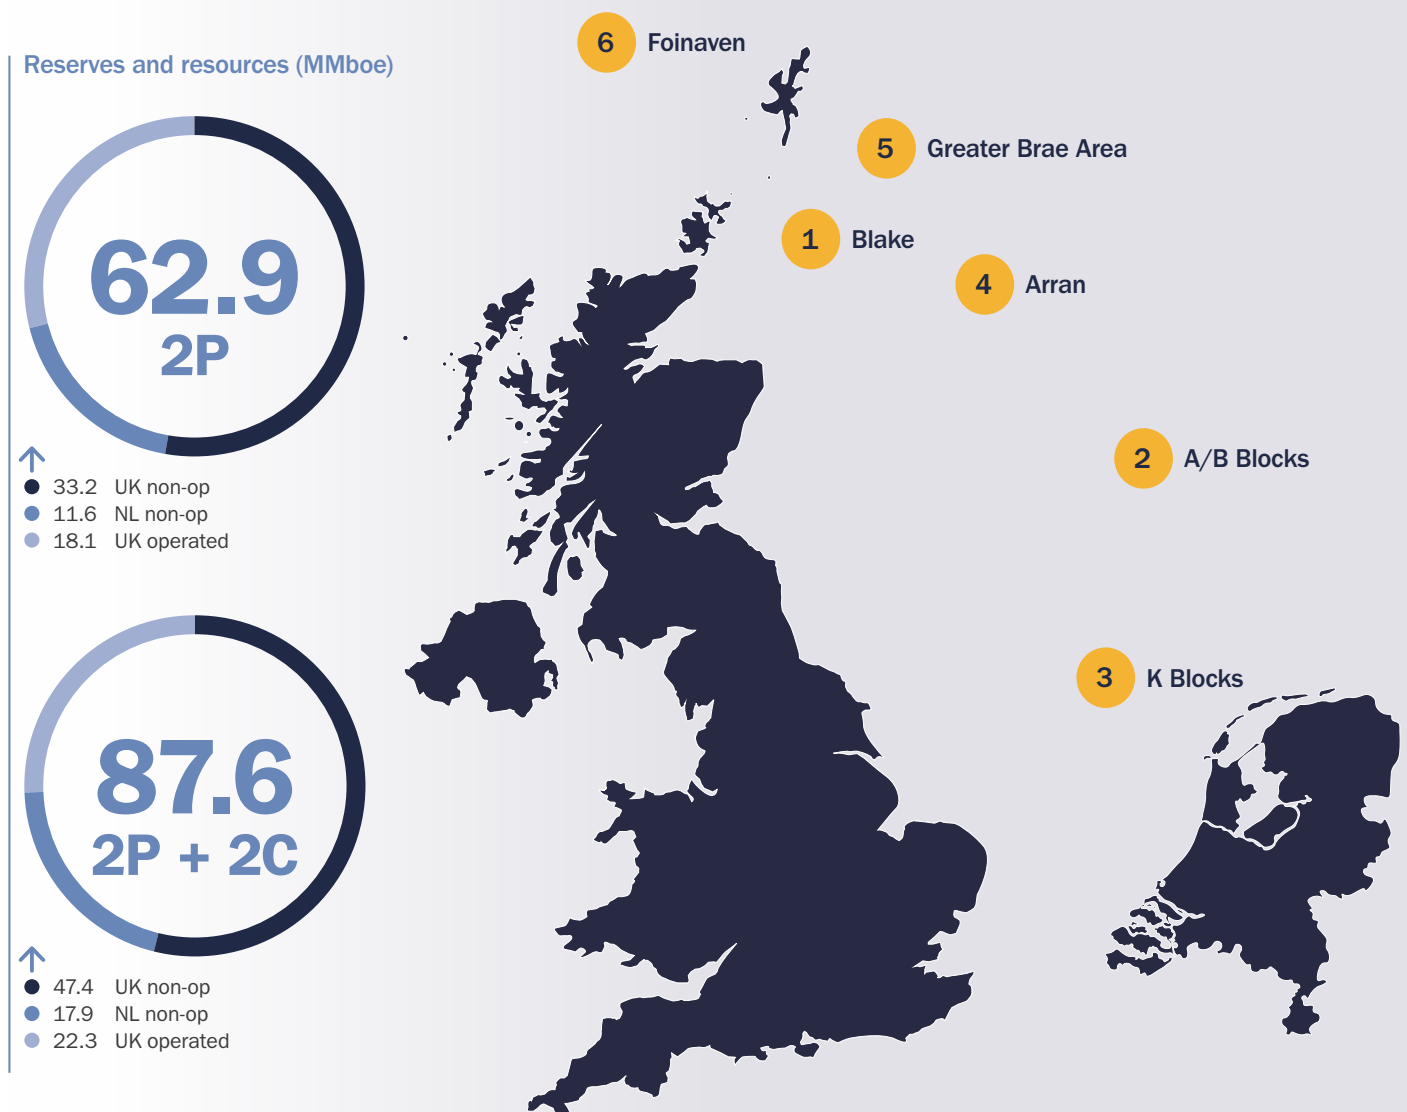 Reserves and resources (MMboe)
62.9
2P
33.2 UK non-op
11.6 NL non-op
18.1 UK operated
87.6
2P + 2C
47.4 UK non-op
17.9 NL non-op
22.3 UK operated
6 Foinaven
5 Greater Brae Area
1 Blake
4 Arran
2 A/B Blocks
3 K Blocks